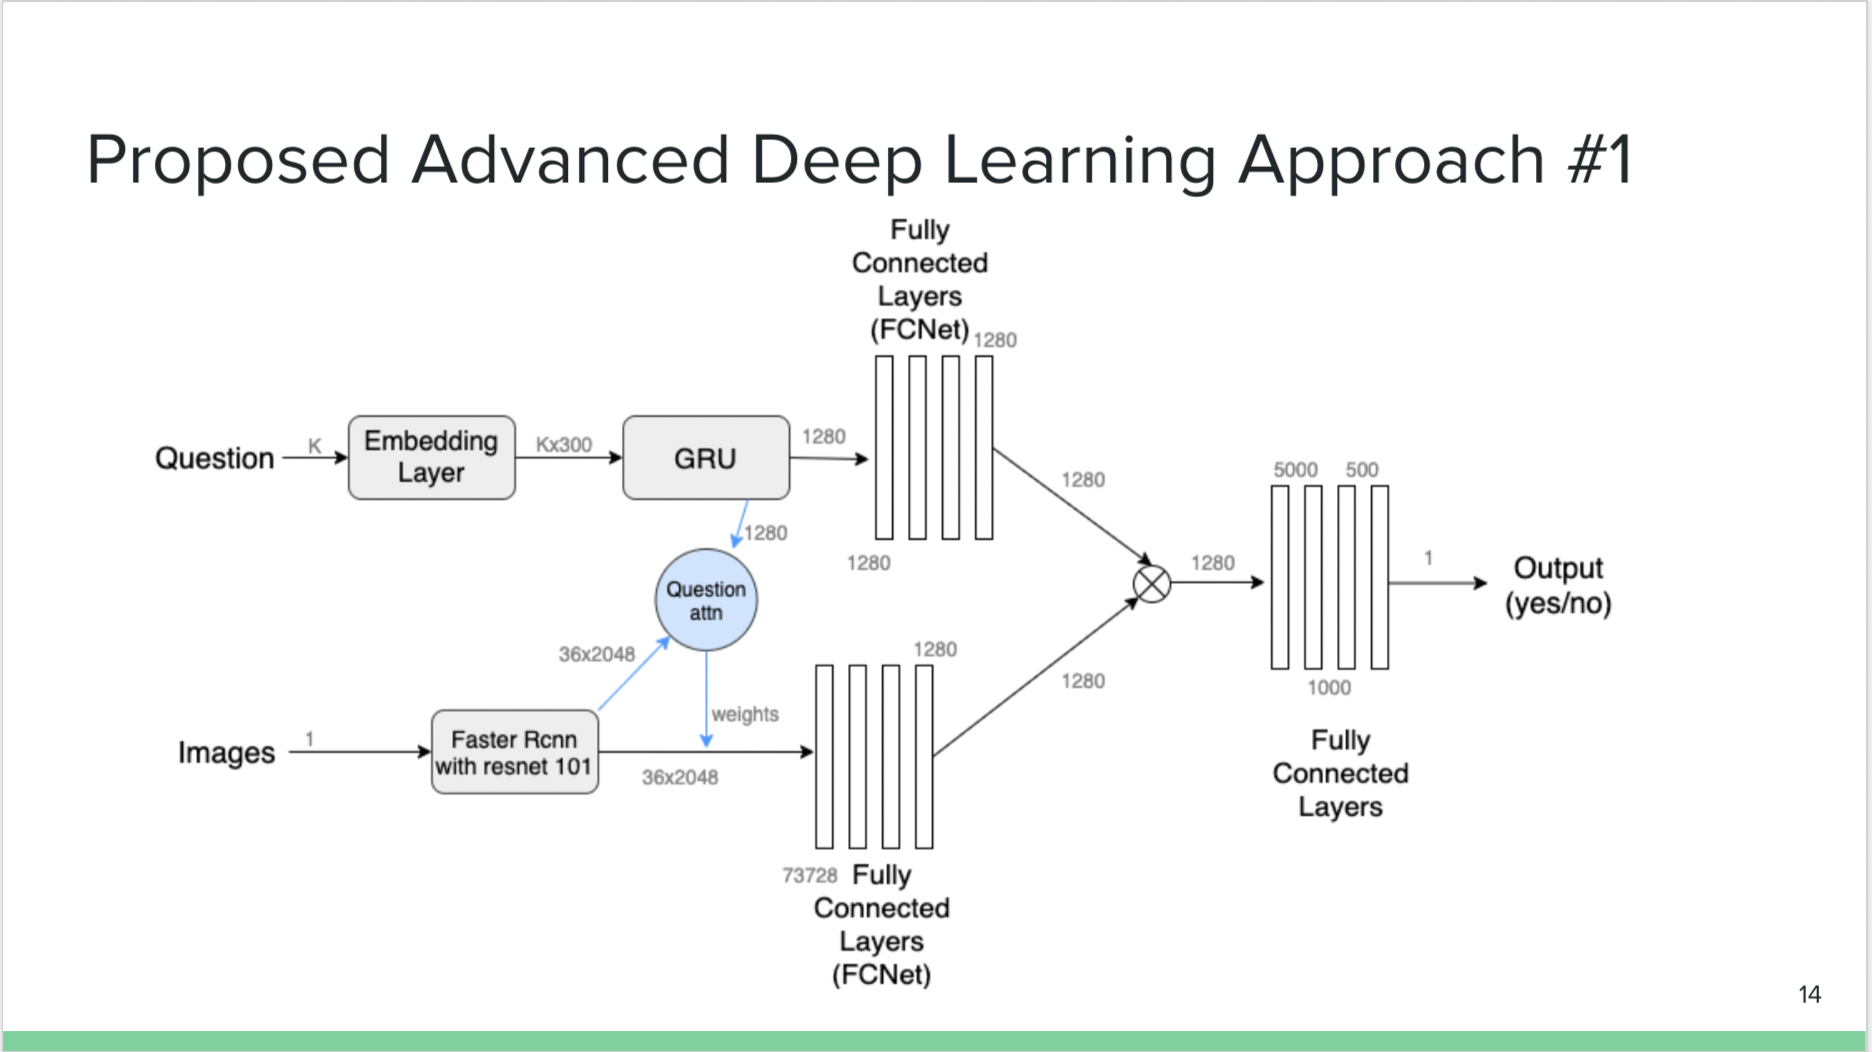 Proposed Advanced Deep Learning Approach #1
Fully
Connected
Layers
(FCNet)
1280
Question
K
Embedding
Layer
Kx300
GRU
1280
1280
1280
Question
attn
36x2048
weights
Images
1
Faster Rcnn
with resnet 101
36x2048
1280
73728
Fully
Connected
Layers
(FCNet)
1280
1280
1280
5000
500
1000
Fully
Connected
Layers
1
Output
(yes/no)
14